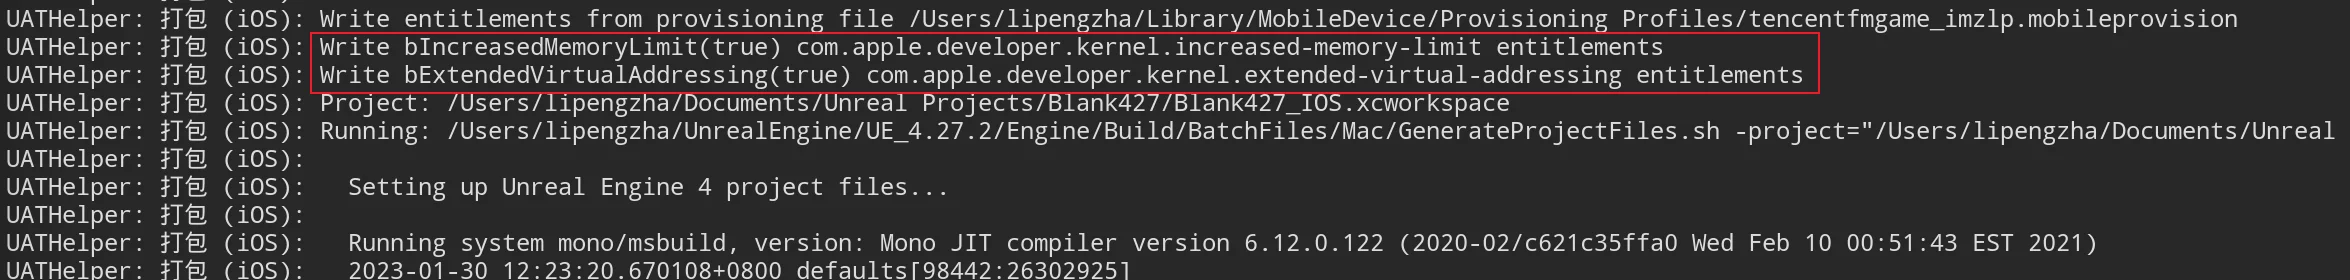 UATHelper: 打包 (iOS): Write entitlements from provisioning file /Users/lipengzha/Library/MobileDevice/Provisioning Profiles/tencentfmgame_imzlp.mobileprovision
UATHelper: 打包 (iOS): Write bIncreasedMemoryLimit(true) com.apple.developer.kernel.increased-memory-limit entitlements
UATHelper: 打包 (iOS): Write bExtendedVirtualAddressing(true) com.apple.developer.kernel.extended-virtual-addressing entitlements
UATHelper: 打包 (iOS): Project: /Users/lipengzha/Documents/Unreal Projects/Blank427/Blank427_IOS.xcworkspace
UATHelper: 打包 (iOS): Running: /Users/lipengzha/UnrealEngine/UE_4.27.2/Engine/Build/BatchFiles/Mac/GenerateProjectFiles.sh -project="/Users/lipengzha/Documents/Unreal
UATHelper: 打包 (iOS):
UATHelper: 打包 (iOS):   Setting up Unreal Engine 4 project files...
UATHelper: 打包 (iOS):
UATHelper: 打包 (iOS):   Running system mono/msbuild, version: Mono JIT compiler version 6.12.0.122 (2020-02/c621c35ffa0 Wed Feb 10 00:51:43 EST 2021)
UATHelper: 打包 (iOS):   2023-01-30 12:23:20.670108+0800 defaults[98442:26302925]